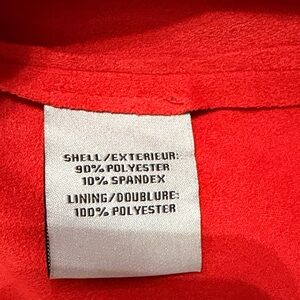 SHELL/EXTERIEUR:
90% POLYESTER
10% SPANDEX
LINING/DOUBLURE:
100% POLYESTER